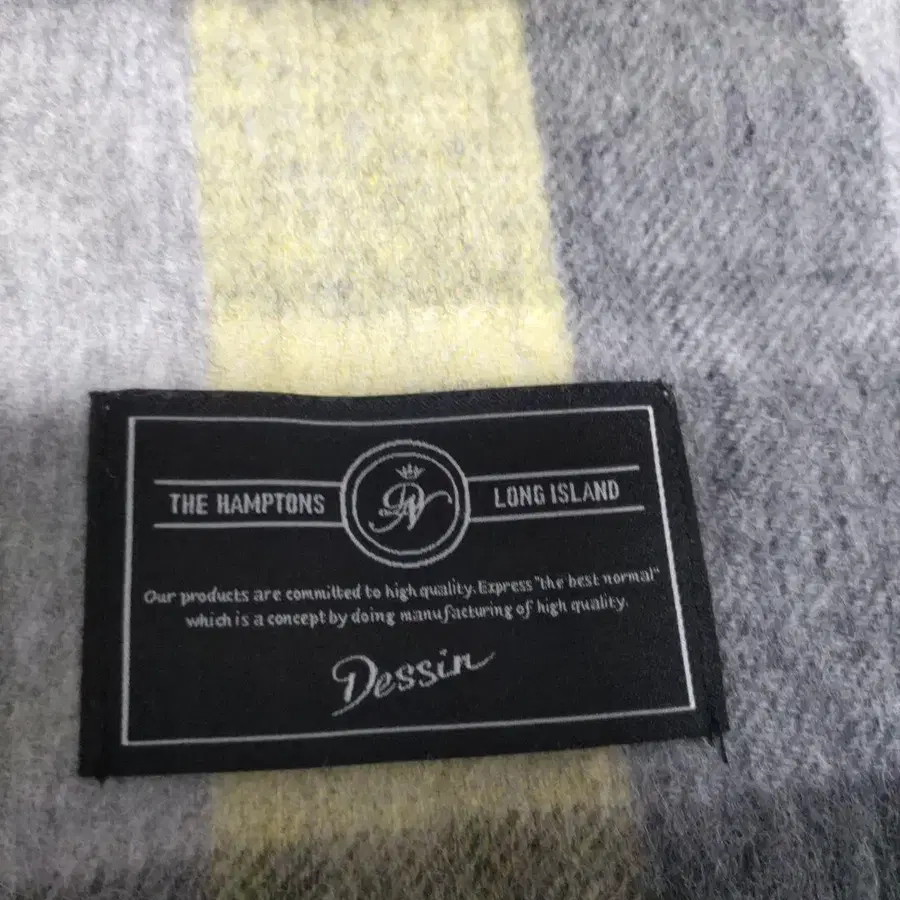 THE HAMPTONS LONG ISLAND
Our products are committed to high quality. Express "the best normal"
which is a concept by doing manufacturing of high quality.
Dessin